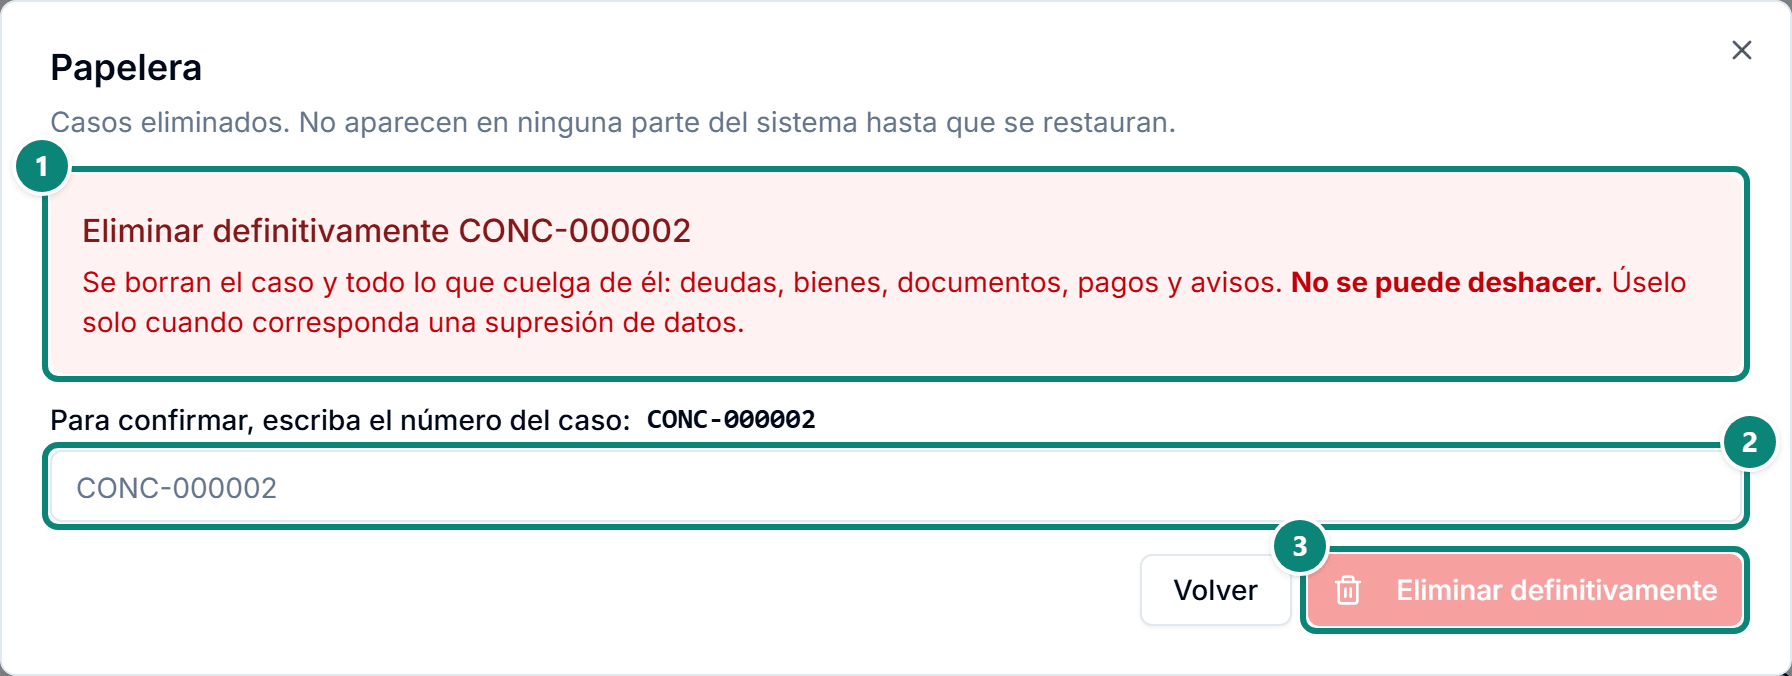 Papelera
Casos eliminados. No aparecen en ninguna parte del sistema hasta que se restauran.
1
Eliminar definitivamente CONC-000002
Se borran el caso y todo lo que cuelga de él: deudas, bienes, documentos, pagos y avisos. No se puede deshacer. Úselo
solo cuando corresponda una supresión de datos.
Para confirmar, escriba el número del caso: CONC-000002
2
CONC-000002
3
Volver
Eliminar definitivamente